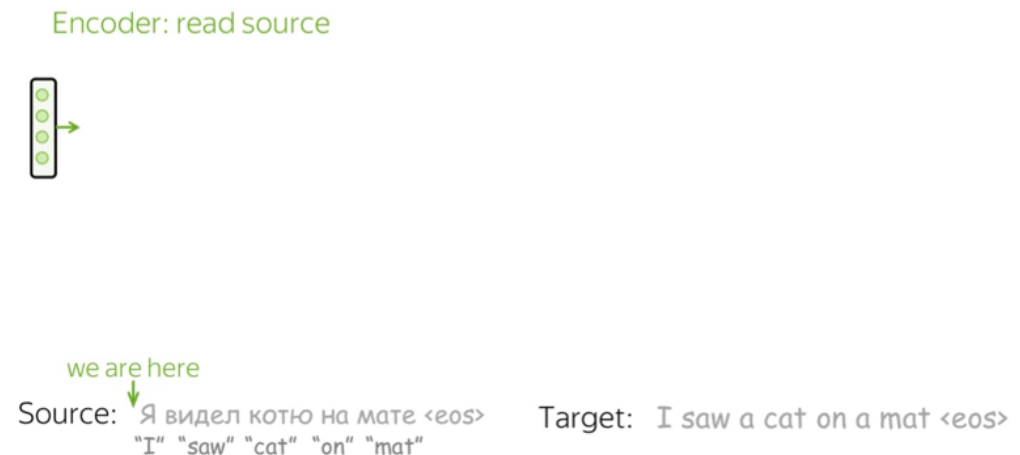 Encoder: read source
we are here
Source: Я видел котю на мате <eos>
"I" "saw" "cat" "on" "mat"
Target: I saw a cat on a mat <eos>